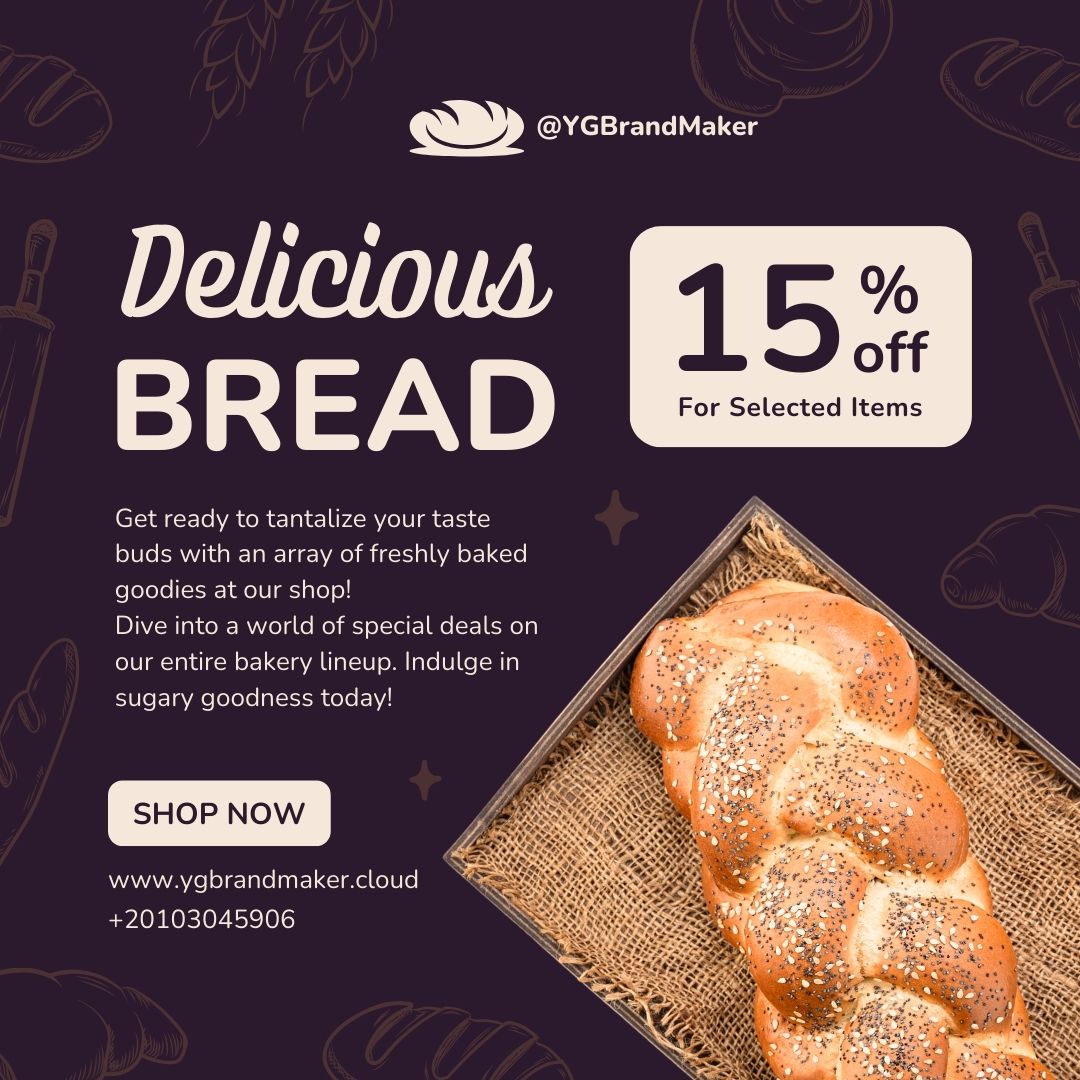 @YGBrandMaker
Delicious
BREAD
15% off
For Selected Items
Get ready to tantalize your taste
buds with an array of freshly baked
goodies at our shop!
Dive into a world of special deals on
our entire bakery lineup. Indulge in
sugary goodness today!
SHOP NOW
www.ygbrandmaker.cloud
+20103045906